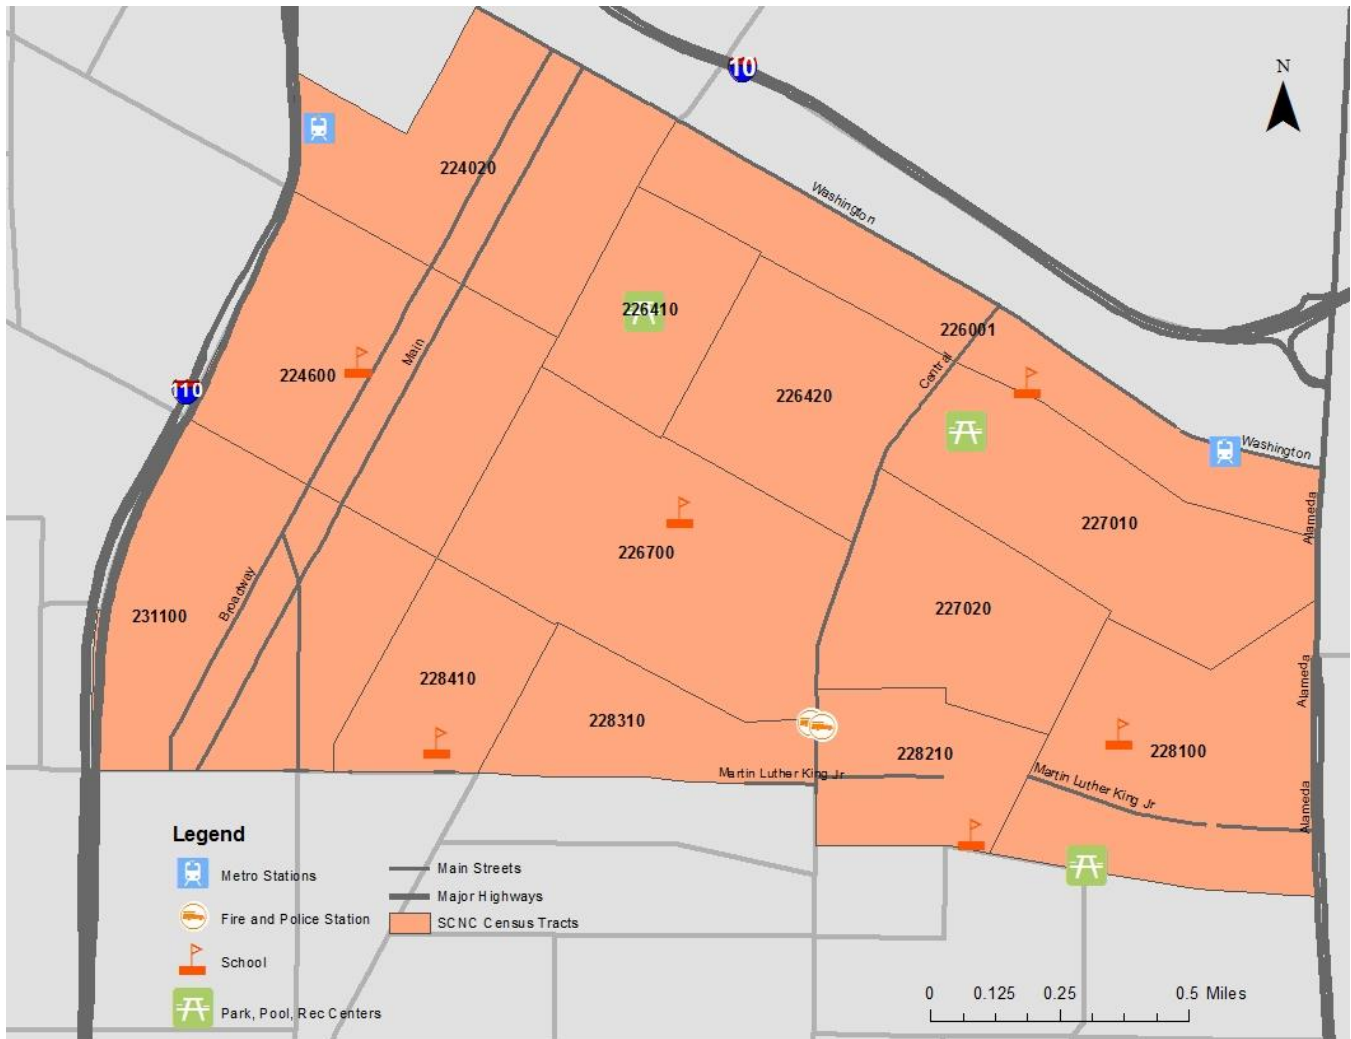 10
N
224020
Washington
226410
226001
Main
Central
224600
110
226420
Washington
Alameda
227010
226700
Broadway
227020
231100
Alameda
228410
228310
228210
228100
Martin Luther King Jr
Martin Luther King Jr
Alameda
Legend
Metro Stations
Main Streets
Major Highways
Fire and Police Station
SCNC Census Tracts
School
Park, Pool, Rec Centers
0 0.125 0.25 0.5 Miles